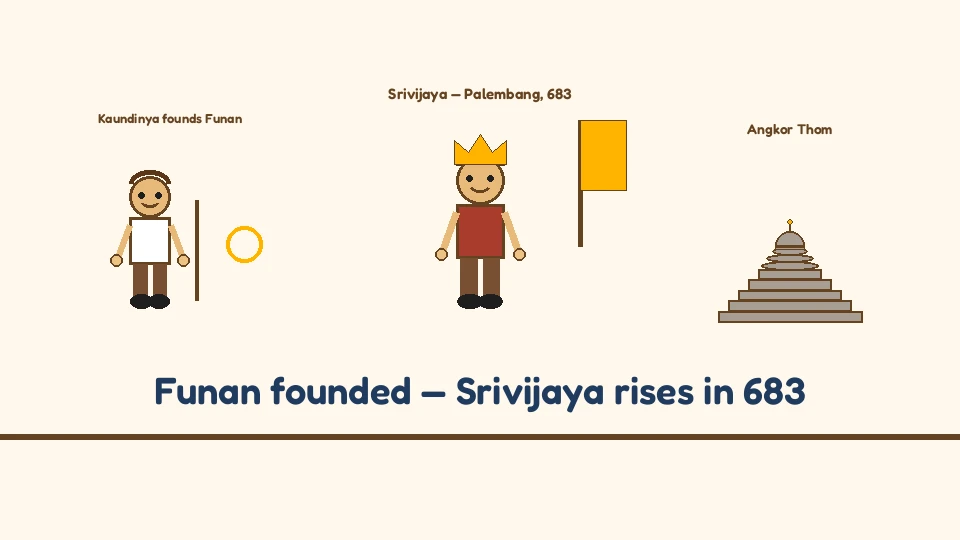 Srivijaya — Palembang, 683
Kaundinya founds Funan
Angkor Thom
Funan founded — Srivijaya rises in 683